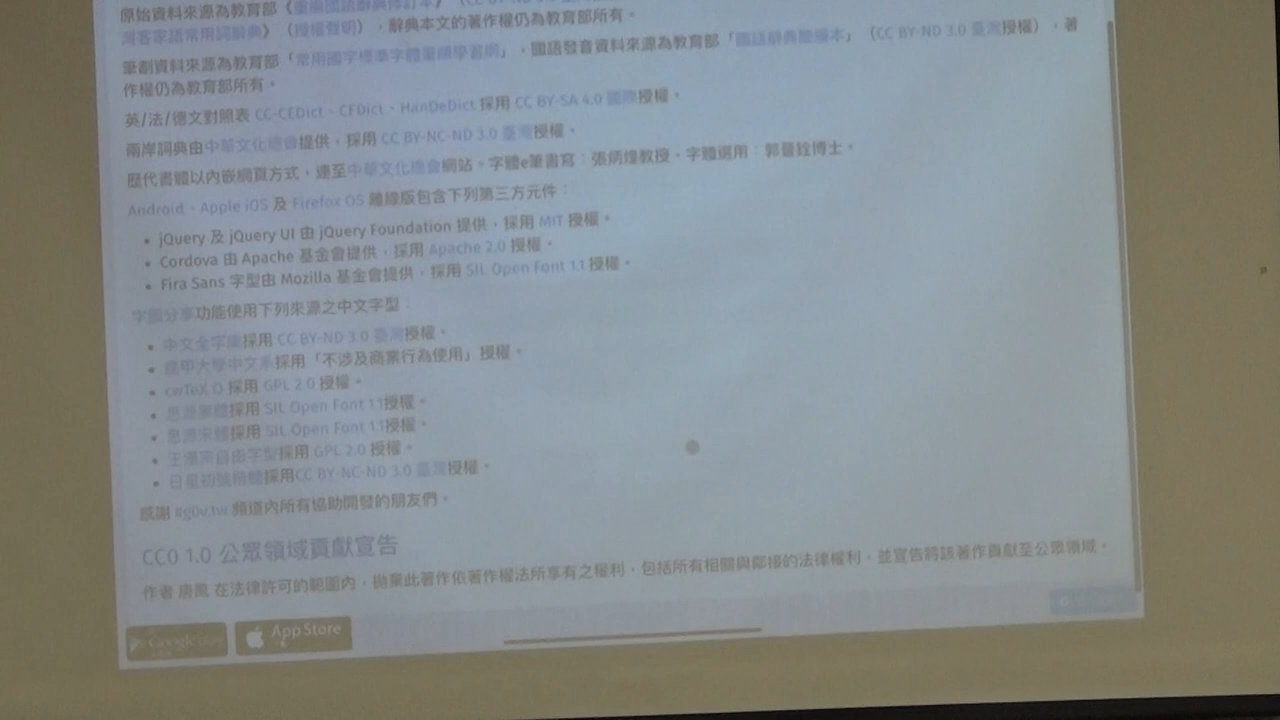 原始資料來源為教育部《重編國語辭典修訂本》
灣客家語常用詞辭典》（授權聲明），辭典本文的著作權仍為教育部所有。
筆劃資料來源為教育部「常用國字標準字體筆順學習網」，國語發音資料來源為教育部「國語辭典簡編本」（CC BY-ND 3.0 臺灣授權），著
作權仍為教育部所有。
英/法/德文對照表 CC-CEDict、CFDict、HanDeDict 採用 CC BY-SA 4.0 國際授權。
兩岸詞典由中華文化總會提供，採用 CC BY-NC-ND 3.0 臺灣授權。
歷代書體以內嵌網頁方式，連至中華文化總會網站。字體e筆書寫：張炳煌教授。字體選用：郭晉銓博士。
Android、Apple iOS 及 Firefox OS 離線版包含下列第三方元件：
• jQuery 及 jQuery UI 由 jQuery Foundation 提供，採用 MIT 授權。
• Cordova 由 Apache 基金會提供，採用 Apache 2.0 授權。
• Fira Sans 字型由 Mozilla 基金會提供，採用 SIL Open Font 1.1 授權。
字圖分享功能使用下列來源之中文字型：
• 中文全字庫採用 CC BY-ND 3.0 臺灣授權。
• 逢甲大學中文系採用「不涉及商業行為使用」授權。
• cwTeX Q 採用 GPL 2.0 授權。
• 思源黑體採用 SIL Open Font 1.1授權。
• 思源宋體採用 SIL Open Font 1.1授權。
• 王漢宗自由字型採用 GPL 2.0 授權。
• 日星初號楷體採用CC BY-NC-ND 3.0 臺灣授權。
感謝 #g0v.tw 頻道內所有協助開發的朋友們。
CC0 1.0 公眾領域貢獻宣告
作者 唐鳳 在法律許可的範圍內，拋棄此著作依著作權法所享有之權利，包括所有相關與鄰接的法律權利，並宣告將該著作貢獻至公眾領域。
Google App Store